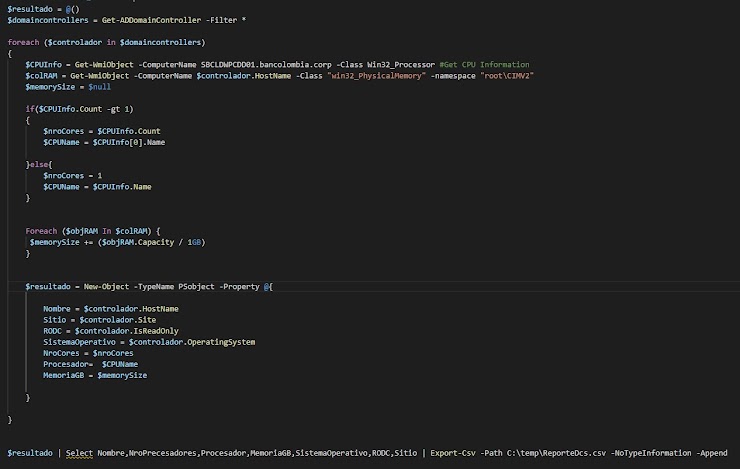 $resultado = @()
$domaincontrollers = Get-ADDomainController -Filter *
foreach ($controlador in $domaincontrollers)
{
$CPUInfo = Get-WmiObject -ComputerName SBCLDWPCDD01.bancolombia.corp -Class Win32_Processor #Get CPU Information
$colRAM = Get-WmiObject -ComputerName $controlador.HostName -Class "win32_PhysicalMemory" -namespace "root\CIMV2"
$memorySize = $null
if($CPUInfo.Count -gt 1)
{
$nroCores = $CPUInfo.Count
$CPUName = $CPUInfo[0].Name
}else{
$nroCores = 1
$CPUName = $CPUInfo.Name
}
Foreach ($objRAM In $colRAM) {
$memorySize += ($objRAM.Capacity / 1GB)
}
$resultado = New-Object -TypeName PSobject -Property @{
Nombre = $controlador.HostName
Sitio = $controlador.Site
RODC = $controlador.IsReadOnly
SistemaOperativo = $controlador.OperatingSystem
NroCores = $nroCores
Procesador= $CPUName
MemoriaGB = $memorySize
}
}
$resultado | Select Nombre,NroPrecesadores,Procesador,MemoriaGB,SistemaOperativo,RODC,Sitio | Export-Csv -Path C:\temp\ReporteDcs.csv -NoTypeInformation -Append